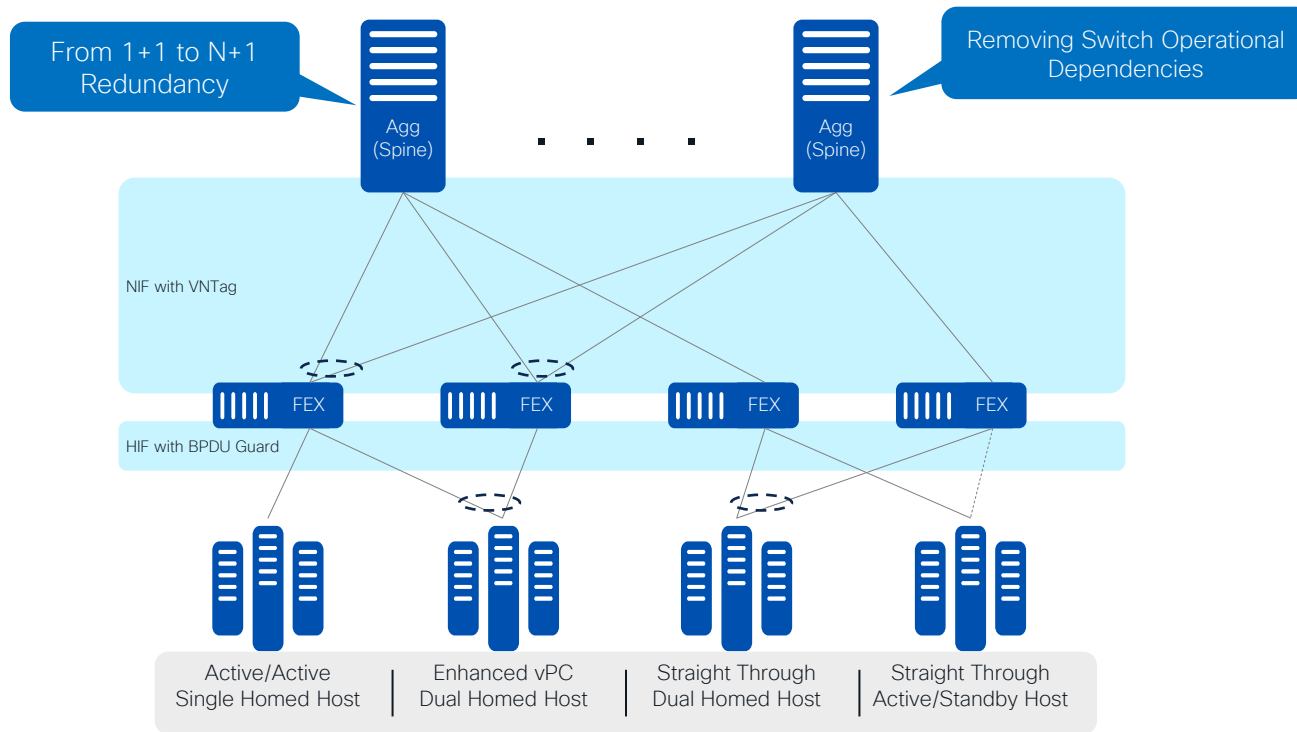 From 1+1 to N+1
Redundancy
Removing Switch Operational
Dependencies
Agg
(Spine)
. . . .
Agg
(Spine)
NIF with VNTag
FEX
FEX
FEX
FEX
HIF with BPDU Guard
Active/Active
Single Homed Host
Enhanced vPC
Dual Homed Host
Straight Through
Dual Homed Host
Straight Through
Active/Standby Host